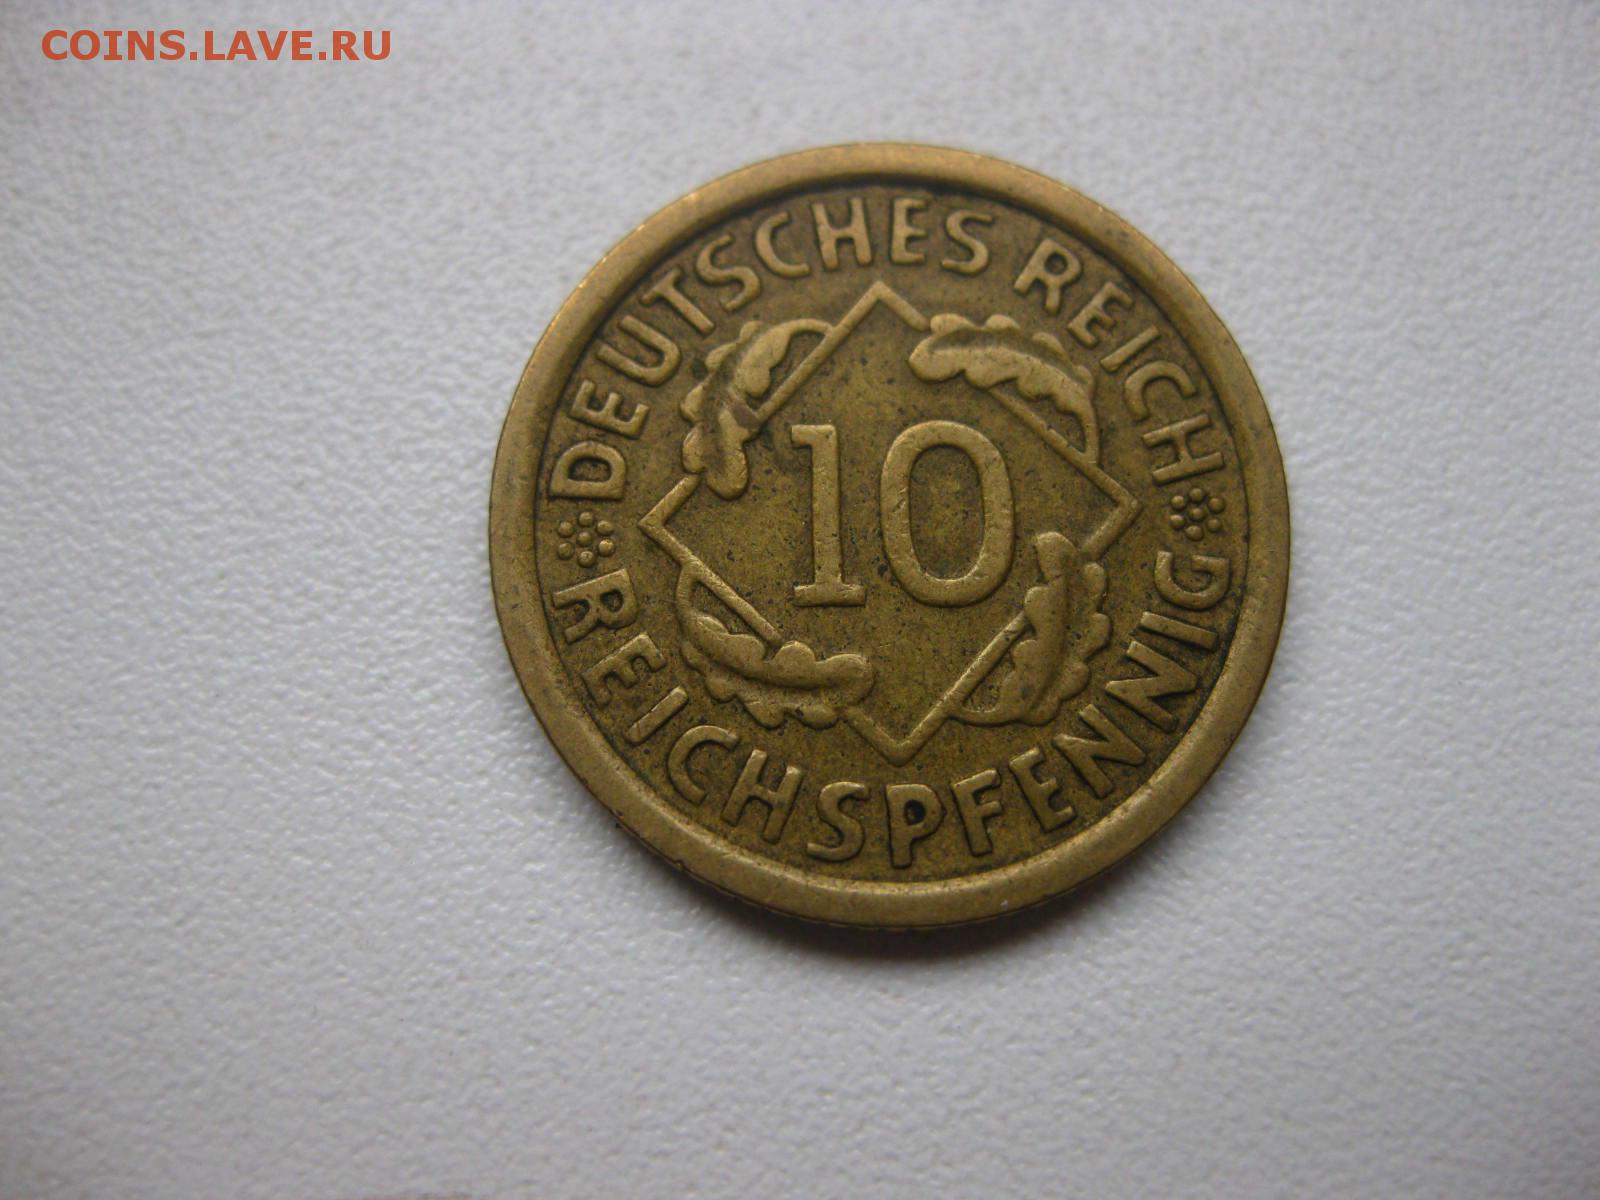 COINS.LAVE.RU
DEUTSCHES REICH
10
REICHSPFENNIG